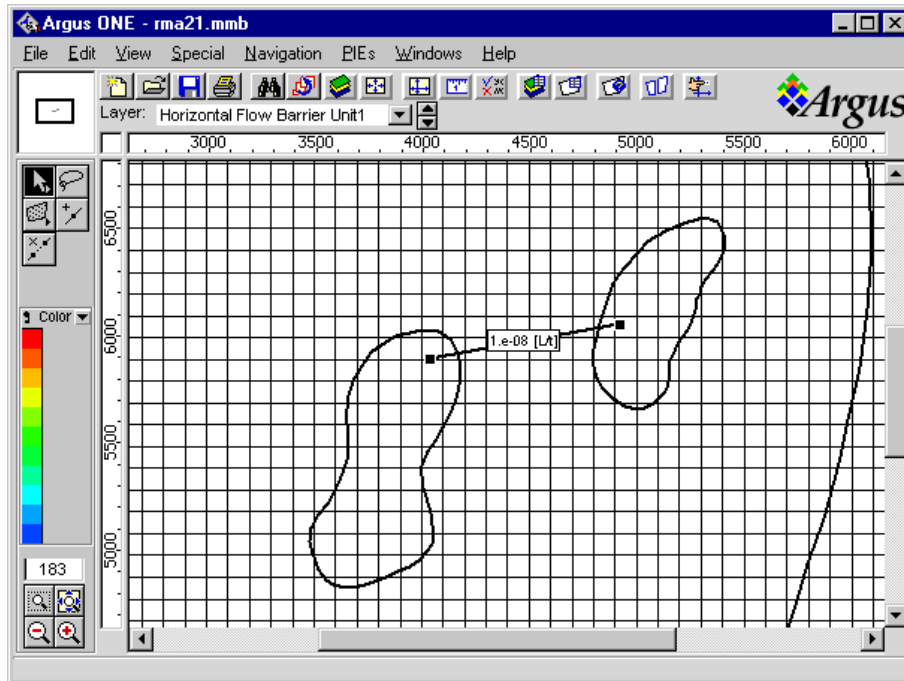 Argus ONE - rma21.mmb
File Edit View Special Navigation PIEs Windows Help
Argus
Layer: Horizontal Flow Barrier Unit1
3000 3500 4000 4500 5000 5500 6000
6500
6000
5500
5000
Color
1.e-08 [L/t]
183